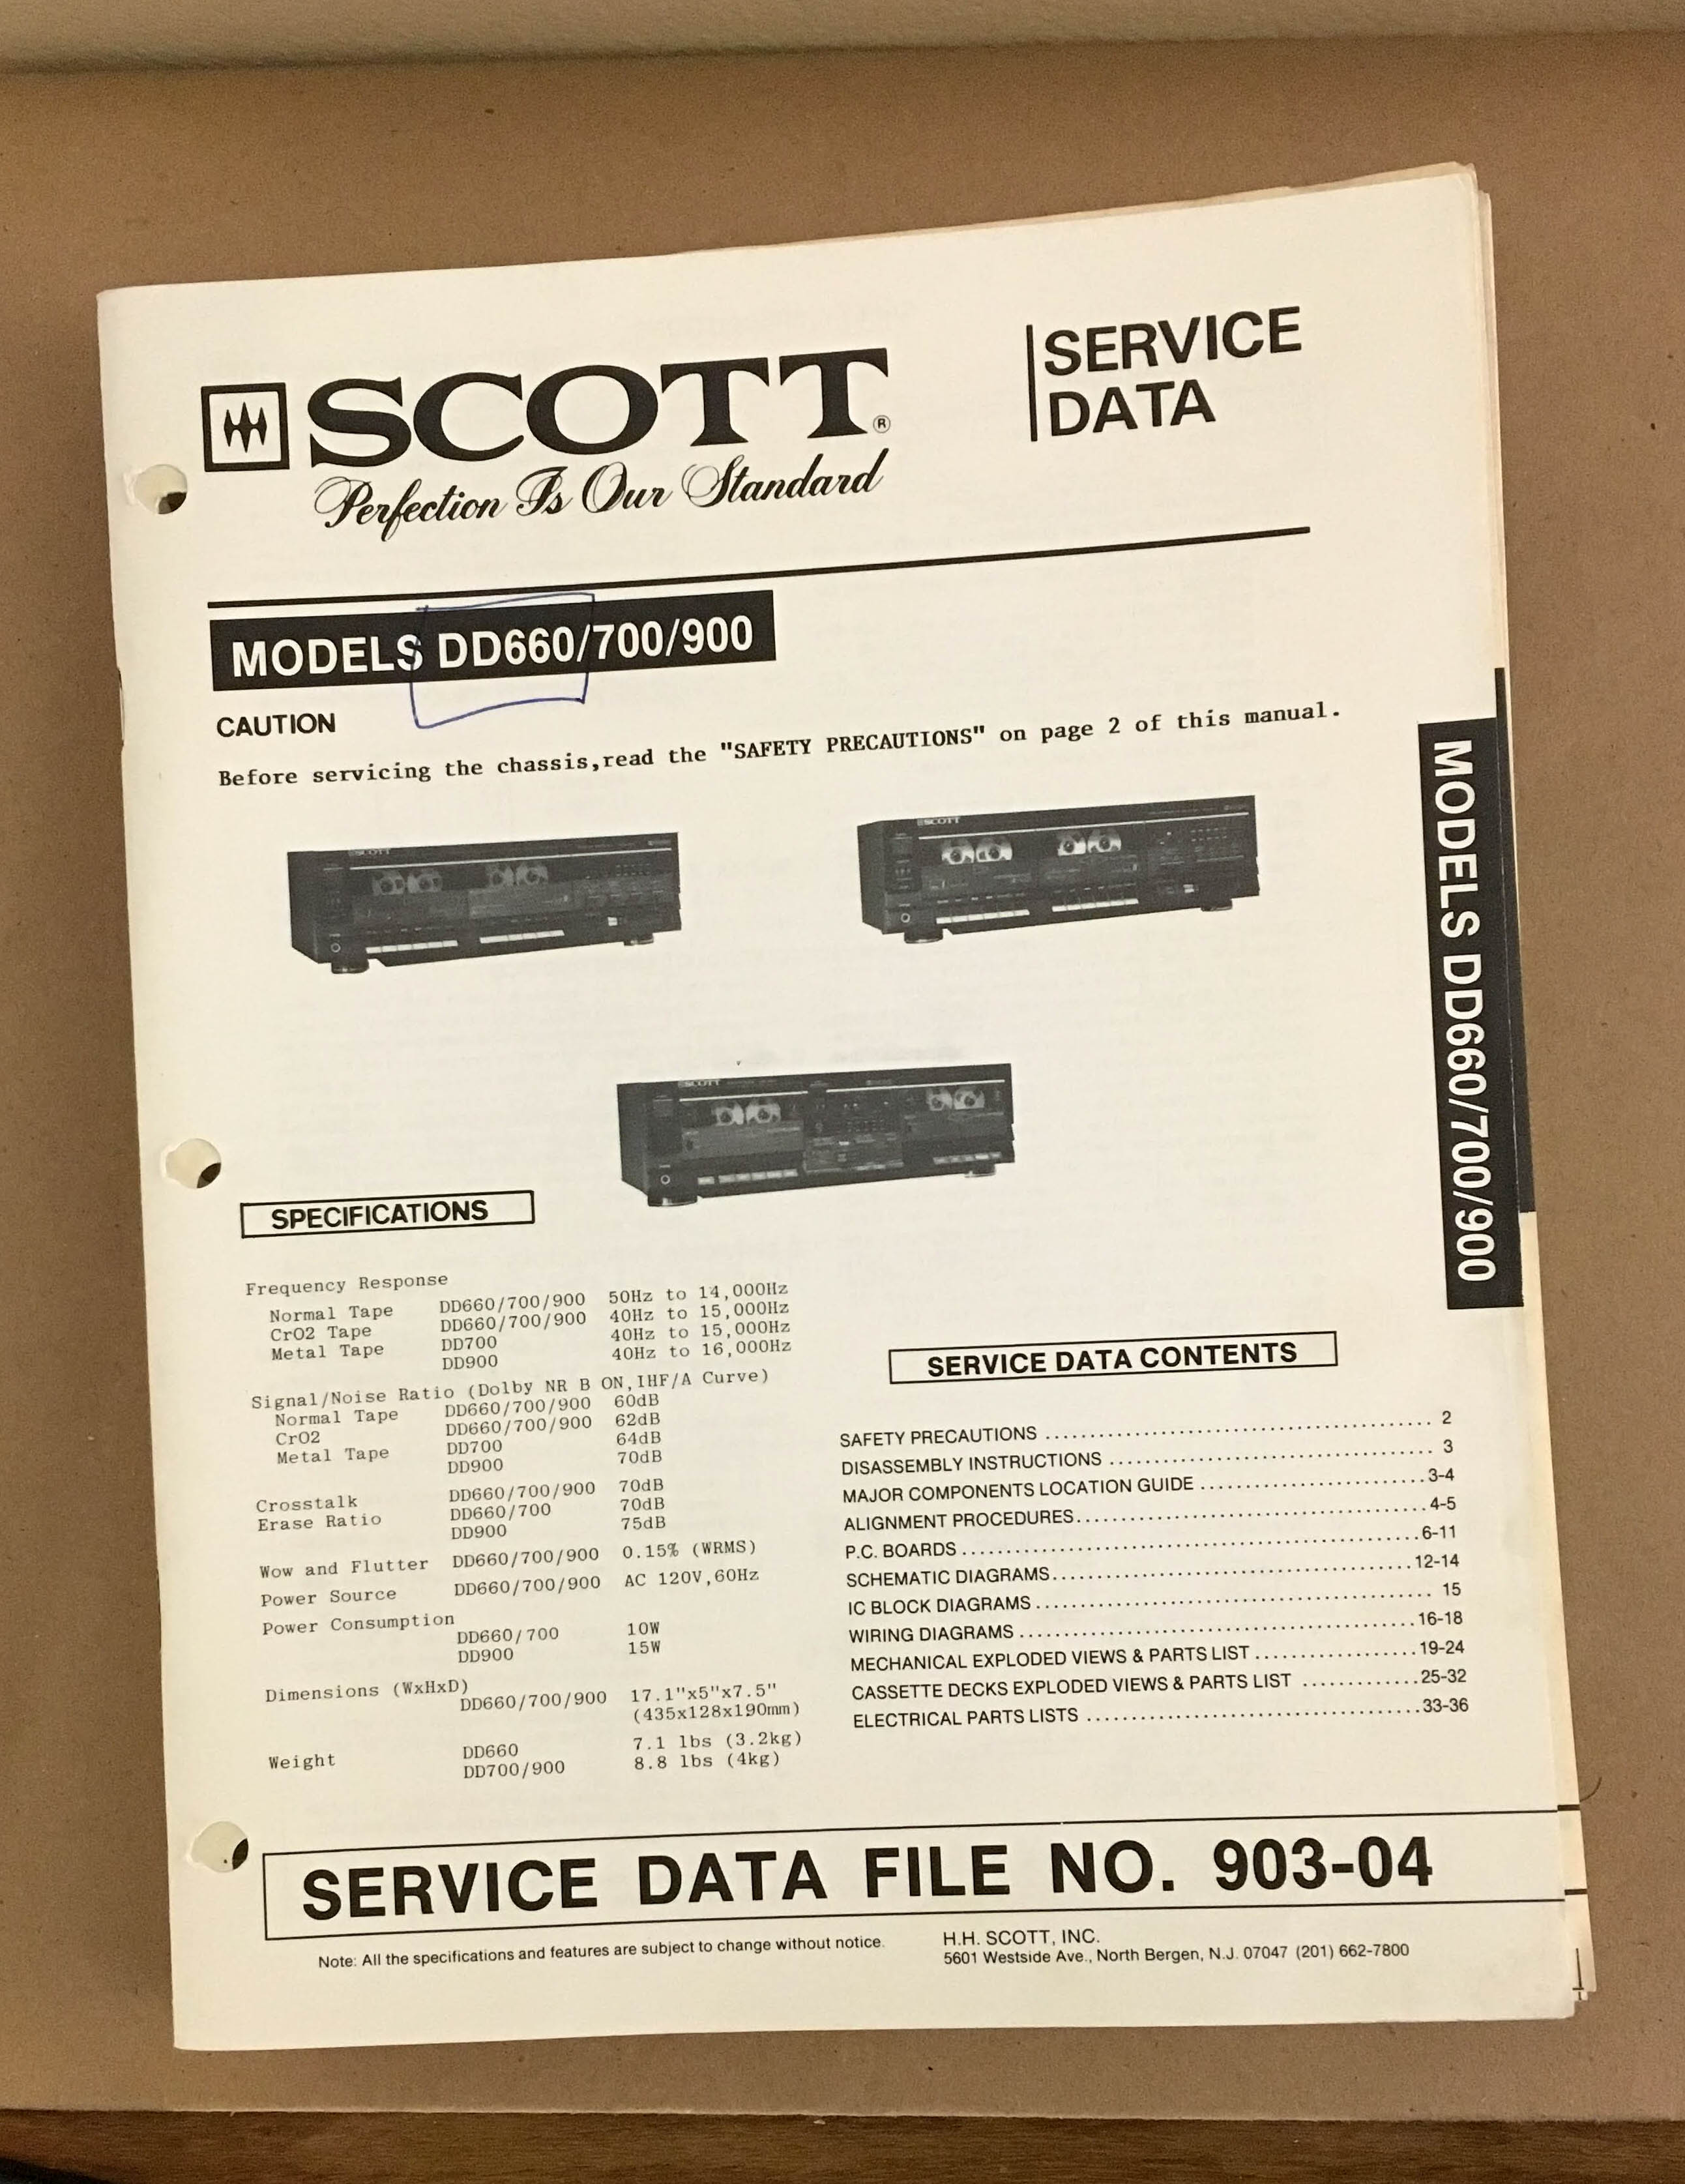 SCOTT®
Perfection Is Our Standard
SERVICE
DATA
MODELS DD660/700/900
CAUTION
Before servicing the chassis,read the "SAFETY PRECAUTIONS" on page 2 of this manual.
SCOTT
SCOTT
SCOTT
MODELS DD660/700/900
SPECIFICATIONS
Frequency Response
Normal Tape DD660/700/900 50Hz to 14,000Hz
CrO2 Tape DD660/700/900 40Hz to 15,000Hz
Metal Tape DD700 40Hz to 15,000Hz
DD900 40Hz to 16,000Hz
Signal/Noise Ratio (Dolby NR B ON,IHF/A Curve)
Normal Tape DD660/700/900 60dB
CrO2 DD660/700/900 62dB
Metal Tape DD700 64dB
DD900 70dB
Crosstalk DD660/700/900 70dB
Erase Ratio DD660/700 70dB
DD900 75dB
Wow and Flutter DD660/700/900 0.15% (WRMS)
Power Source DD660/700/900 AC 120V,60Hz
Power Consumption
DD660/700 10W
DD900 15W
Dimensions (WxHxD)
DD660/700/900 17.1"x5"x7.5"
(435x128x190mm)
Weight DD660 7.1 lbs (3.2kg)
DD700/900 8.8 lbs (4kg)
SERVICE DATA CONTENTS
SAFETY PRECAUTIONS ........ 2
DISASSEMBLY INSTRUCTIONS ........ 3
MAJOR COMPONENTS LOCATION GUIDE ........ 3-4
ALIGNMENT PROCEDURES ........ 4-5
P.C. BOARDS ........ 6-11
SCHEMATIC DIAGRAMS ........ 12-14
IC BLOCK DIAGRAMS ........ 15
WIRING DIAGRAMS ........ 16-18
MECHANICAL EXPLODED VIEWS & PARTS LIST ........ 19-24
CASSETTE DECKS EXPLODED VIEWS & PARTS LIST ........ 25-32
ELECTRICAL PARTS LISTS ........ 33-36
SERVICE DATA FILE NO. 903-04
Note: All the specifications and features are subject to change without notice.
H.H. SCOTT, INC.
5601 Westside Ave., North Bergen, N.J. 07047 (201) 662-7800